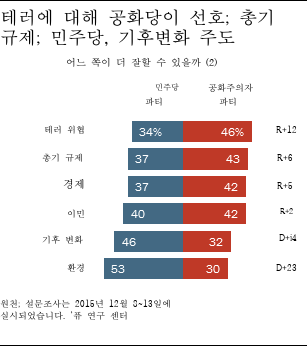 테러에 대해 공화당이 선호; 총기
규제; 민주당, 기후변화 주도
어느 쪽이 더 잘할 수 있을까 (2)
민주당 공화주의자
파티 파티
테러 위협 34% 46% R+12
총기 규제 37 43 R+6
경제 37 42 R+5
이민 40 42 R+2
기후 변화 46 32 D+14
환경 53 30 D+23
원천; 설문조사는 2015년 12월 8~13일에
실시되었습니다. '퓨 연구 센터